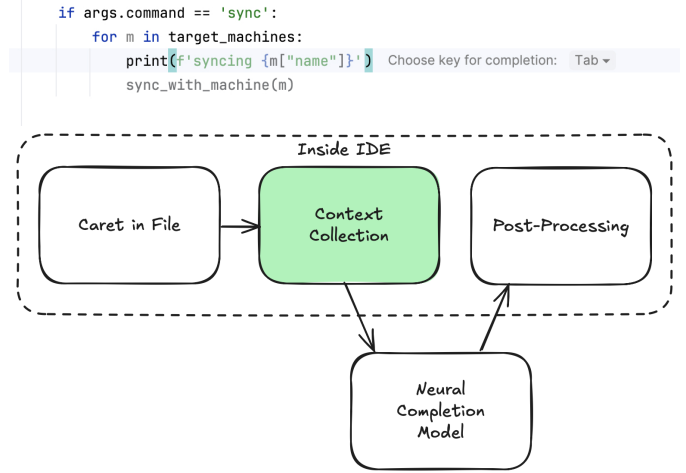 if args.command == 'sync':
for m in target_machines:
print(f'syncing {m["name"]}') Choose key for completion: Tab
sync_with_machine(m)
Inside IDE
Caret in File
Context
Collection
Post-Processing
Neural
Completion
Model